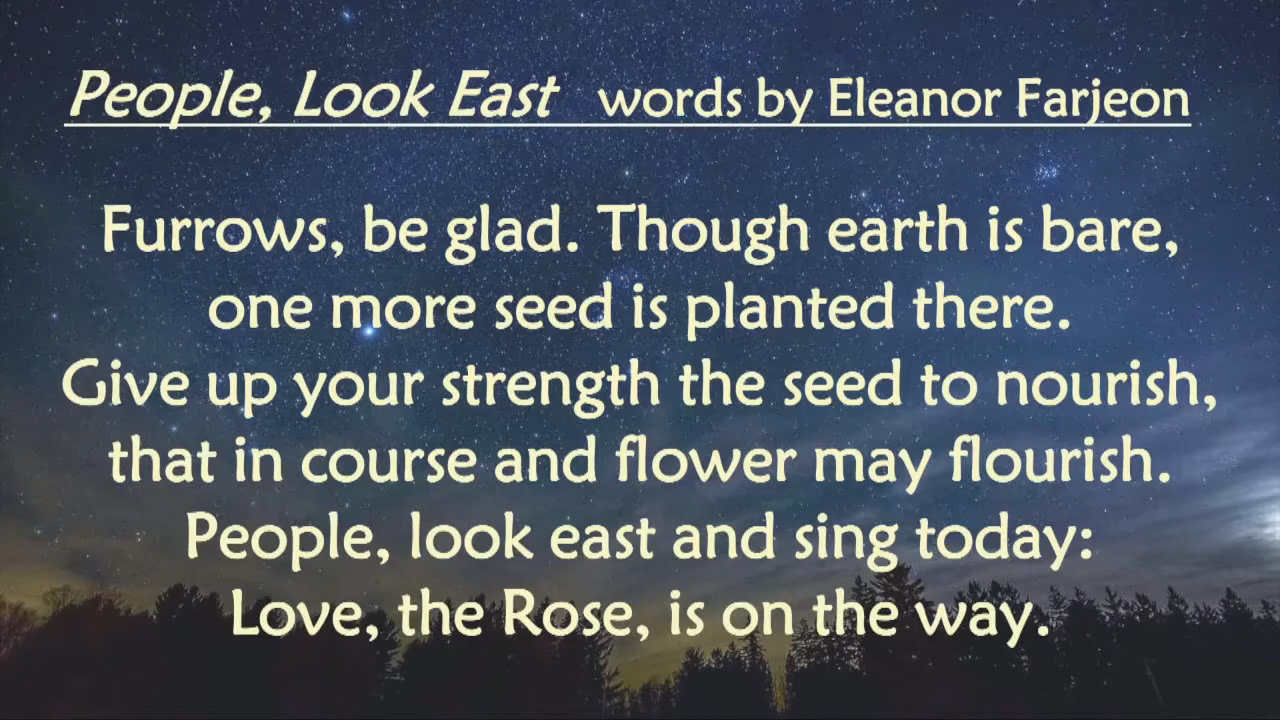 People, Look East words by Eleanor Farjeon
Furrows, be glad. Though earth is bare,
one more seed is planted there.
Give up your strength the seed to nourish,
that in course and flower may flourish.
People, look east and sing today:
Love, the Rose, is on the way.